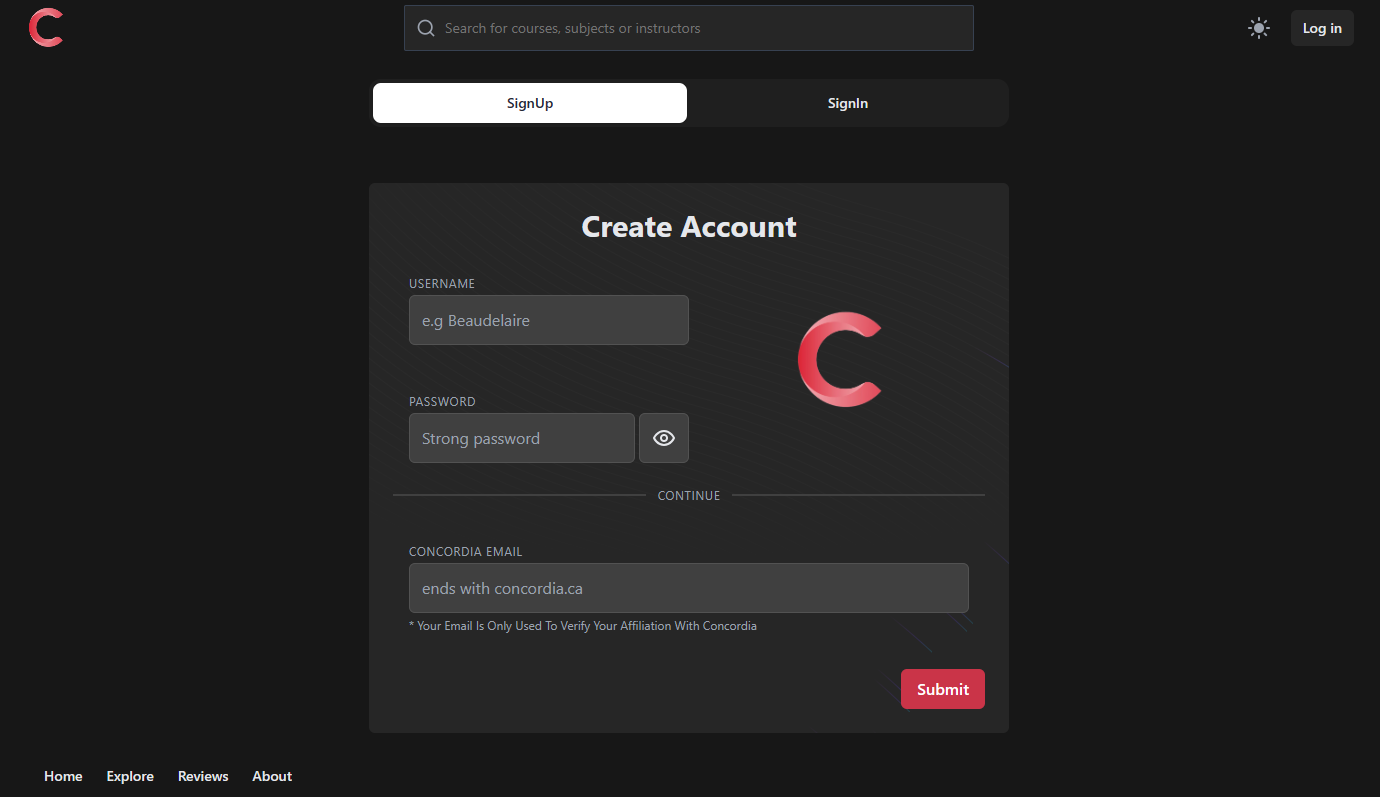 Search for courses, subjects or instructors
Log in
SignUp
SignIn
Create Account
USERNAME
e.g Beaudelaire
PASSWORD
Strong password
CONTINUE
CONCORDIA EMAIL
ends with concordia.ca
* Your Email Is Only Used To Verify Your Affiliation With Concordia
Submit
Home Explore Reviews About